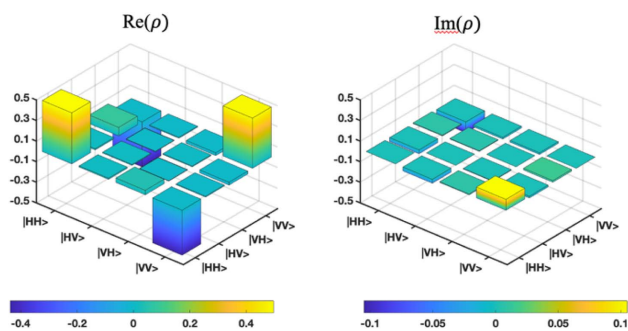 Re(ρ)
Im(ρ)
0.5
0.3
0.1
-0.1
-0.3
-0.5
|HH>
|HV>
|VH>
|VV>
|HH>
|HV>
|VH>
|VV>
0.5
0.3
0.1
-0.1
-0.3
-0.5
|HH>
|HV>
|VH>
|VV>
|HH>
|HV>
|VH>
|VV>
-0.4 -0.2 0 0.2 0.4
-0.1 -0.05 0 0.05 0.1